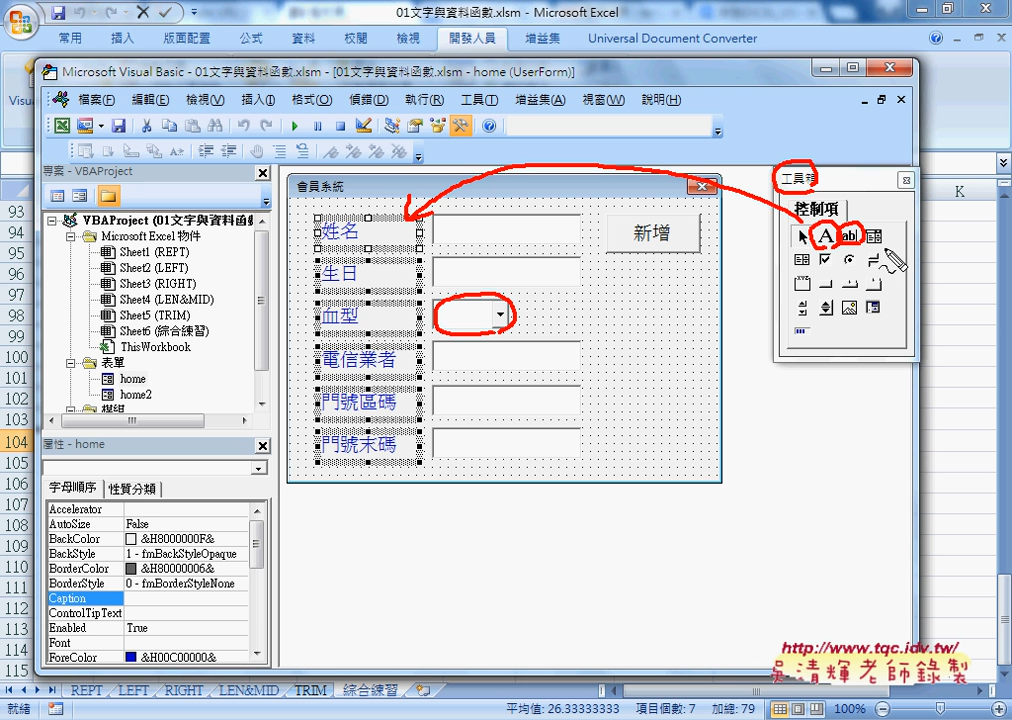 01文字與資料函數.xlsm - Microsoft Excel
常用 插入 版面配置 公式 資料 校閱 檢視 開發人員 增益集 Universal Document Converter
Visu
Microsoft Visual Basic - 01文字與資料函數.xlsm - [01文字與資料函數.xlsm - home (UserForm)]
檔案(F) 編輯(E) 檢視(V) 插入(I) 格式(O) 偵錯(D) 執行(R) 工具(T) 增益集(A) 視窗(W) 說明(H)
專案 - VBAProject
VBAProject (01文字與資料函數
Microsoft Excel 物件
Sheet1 (REPT)
Sheet2 (LEFT)
Sheet3 (RIGHT)
Sheet4 (LEN&MID)
Sheet5 (TRIM)
Sheet6 (綜合練習)
ThisWorkbook
表單
home
home2
模組
屬性 - home
字母順序 性質分類
Accelerator
AutoSize False
BackColor &H8000000F&
BackStyle 1 - fmBackStyleOpaque
BorderColor &H80000006&
BorderStyle 0 - fmBorderStyleNone
Caption
ControlTipText
Enabled True
Font
ForeColor &H00C00000&
會員系統
姓名
新增
生日
血型
電信業者
門號區碼
門號末碼
工具箱
控制項
A ab
K
93
94
95
96
97
98
99
100
101
102
103
104
105
106
107
108
109
110
111
112
113
114
115
http://www.tqc.idv.tw/
吳清輝老師錄製
REPT LEFT RIGHT LEN&MID TRIM 綜合練習
就緒 平均值: 26.33333333 項目個數: 7 加總: 79 100%